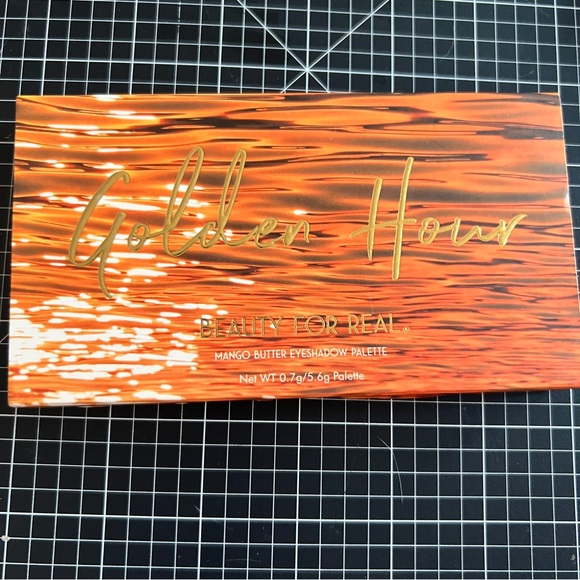 Golden Hour
BEAUTY FOR REAL®
MANGO BUTTER EYESHADOW PALETTE
Net WT 0.7g/5.6g Palette